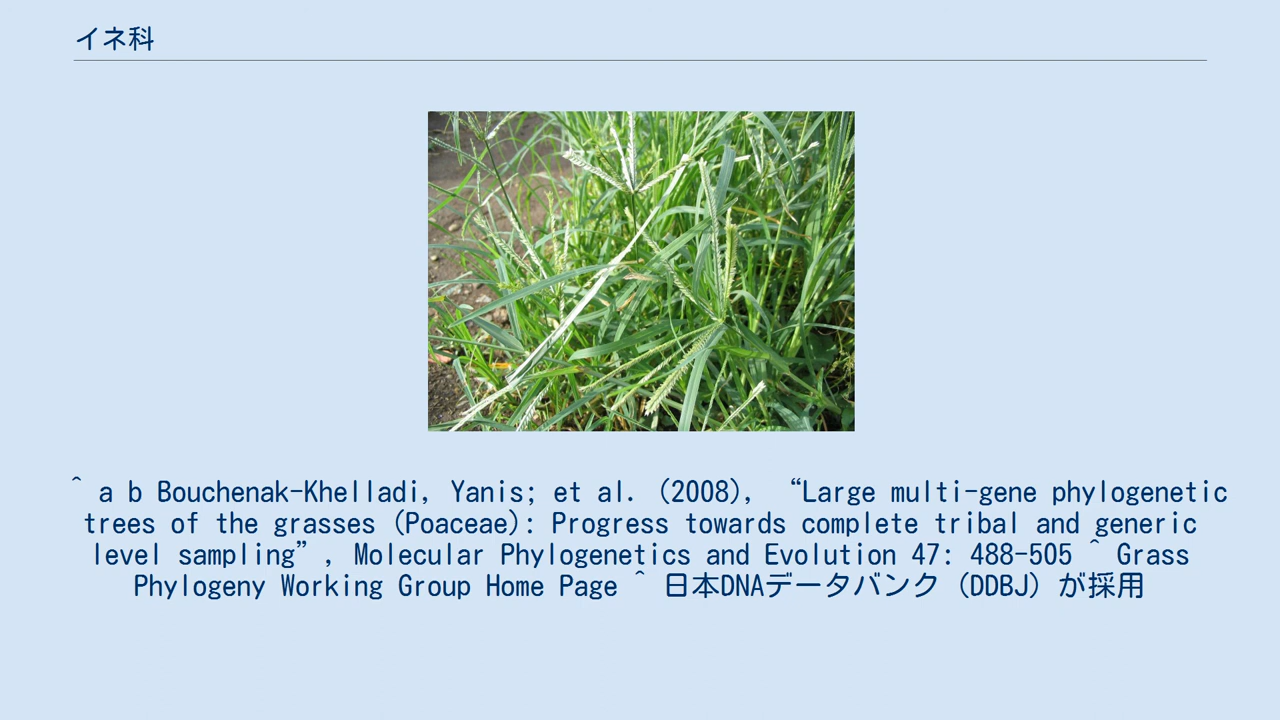 イネ科
^ a b Bouchenak-Khelladi, Yanis; et al. (2008), “Large multi-gene phylogenetic
trees of the grasses (Poaceae): Progress towards complete tribal and generic
level sampling”, Molecular Phylogenetics and Evolution 47: 488-505 ^ Grass
Phylogeny Working Group Home Page ^ 日本DNAデータバンク（DDBJ）が採用